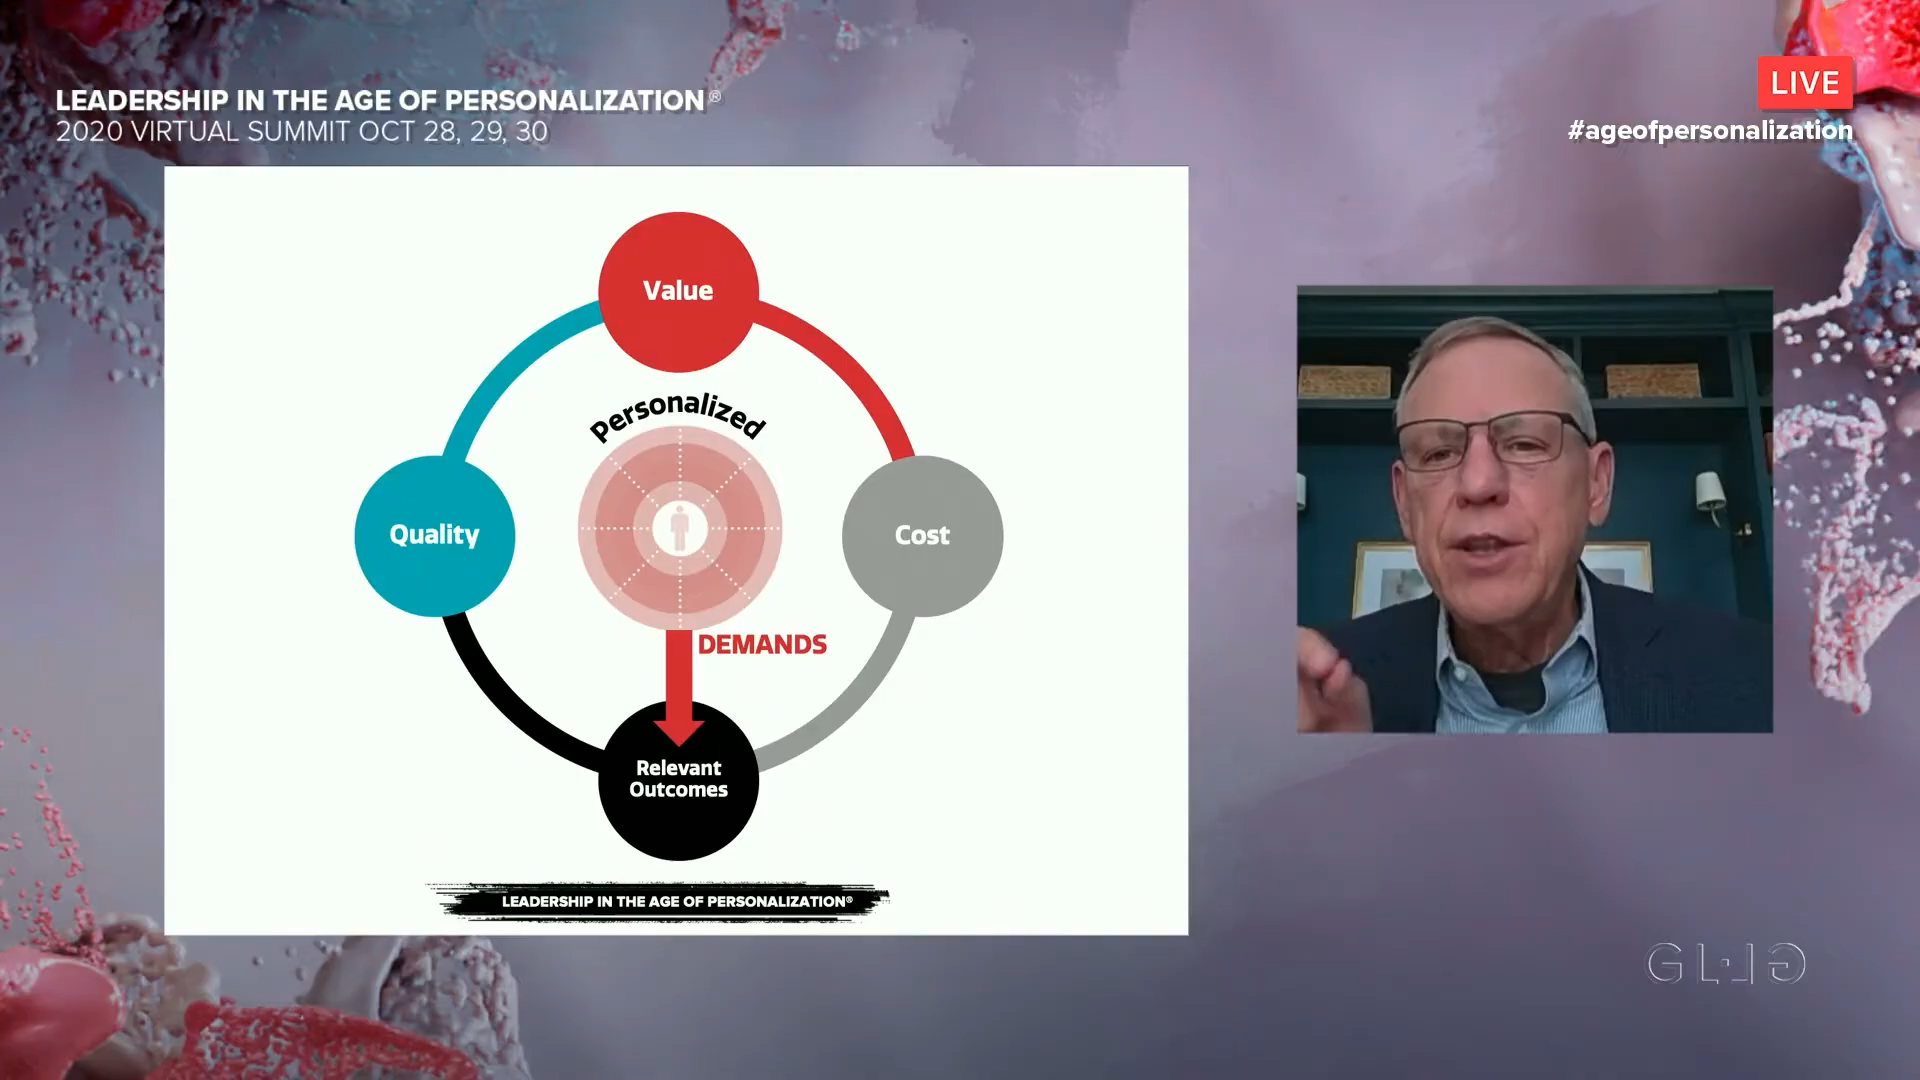 LEADERSHIP IN THE AGE OF PERSONALIZATION®
2020 VIRTUAL SUMMIT OCT 28, 29, 30
LIVE
#ageofpersonalization
Value
Personalized
Quality
Cost
DEMANDS
Relevant
Outcomes
LEADERSHIP IN THE AGE OF PERSONALIZATION®